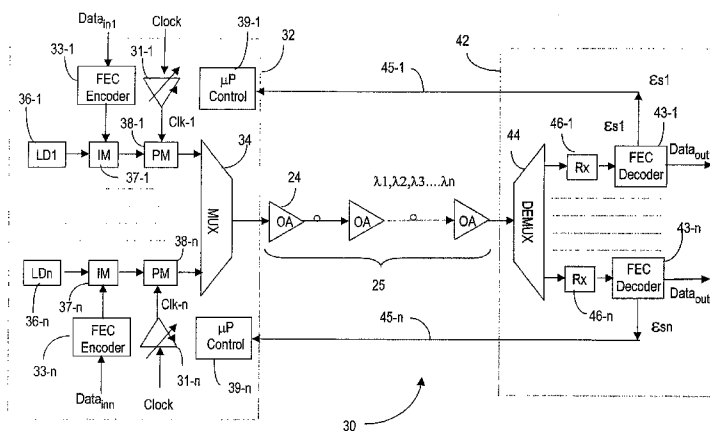 Data_in1
Clock
39-1
32
42
33-1
31-1
FEC Encoder
µP Control
45-1
εs1
36-1
38-1
Clk-1
34
44
46-1
εs1
43-1
LD1
IM
PM
37-1
MUX
24
λ1,λ2,λ3....λn
Rx
FEC Decoder
Data_out
OA
OA
OA
DEMUX
38-n
43-n
LDn
IM
PM
25
Rx
FEC Decoder
Data_out
36-n
37-n
Clk-n
µP Control
45-n
46-n
εsn
FEC Encoder
33-n
31-n
39-n
Data_inn
Clock
30